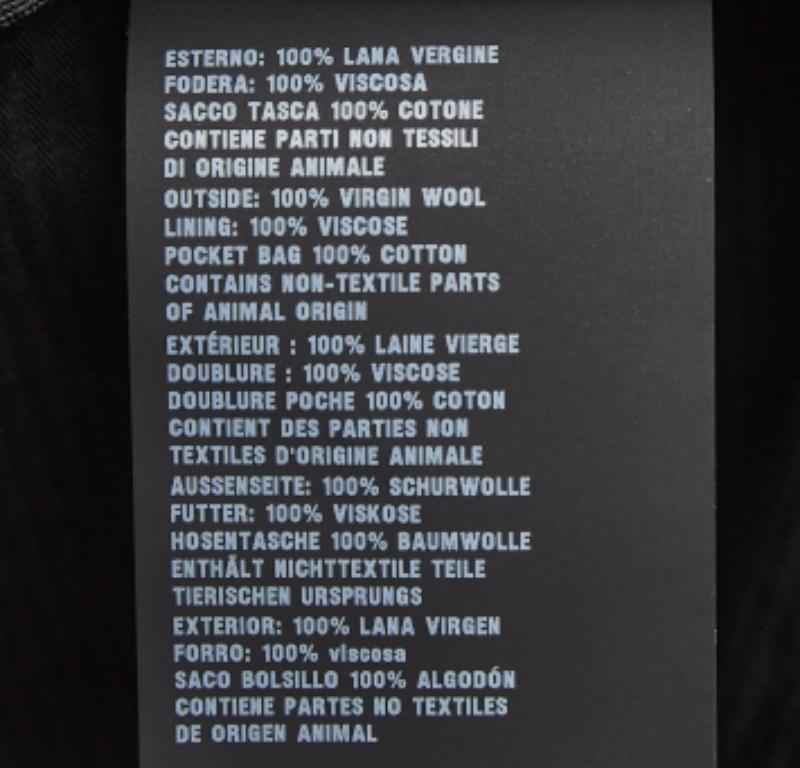 ESTERNO: 100% LANA VERGINE
FODERA: 100% VISCOSA
SACCO TASCA 100% COTONE
CONTIENE PARTI NON TESSILI
DI ORIGINE ANIMALE
OUTSIDE: 100% VIRGIN WOOL
LINING: 100% VISCOSE
POCKET BAG 100% COTTON
CONTAINS NON-TEXTILE PARTS
OF ANIMAL ORIGIN
EXTÉRIEUR : 100% LAINE VIERGE
DOUBLURE : 100% VISCOSE
DOUBLURE POCHE 100% COTON
CONTIENT DES PARTIES NON
TEXTILES D'ORIGINE ANIMALE
AUSSENSEITE: 100% SCHURWOLLE
FUTTER: 100% VISKOSE
HOSENTASCHE 100% BAUMWOLLE
ENTHÄLT NICHTTEXTILE TEILE
TIERISCHEN URSPRUNGS
EXTERIOR: 100% LANA VIRGEN
FORRO: 100% viscosa
SACO BOLSILLO 100% ALGODÓN
CONTIENE PARTES NO TEXTILES
DE ORIGEN ANIMAL